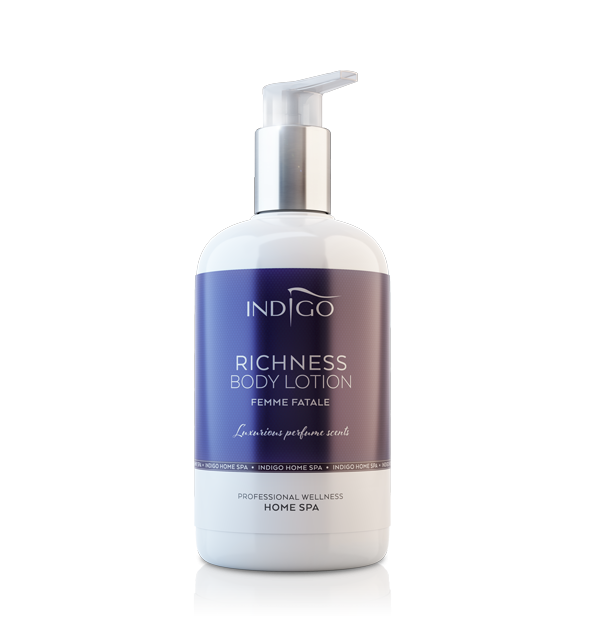 INDIGO
RICHNESS
BODY LOTION
FEMME FATALE
Luxurious perfume scents
SPA • INDIGO HOME SPA • INDIGO HOME SPA • INDIGO HOME SPA •
PROFESSIONAL WELLNESS
HOME SPA